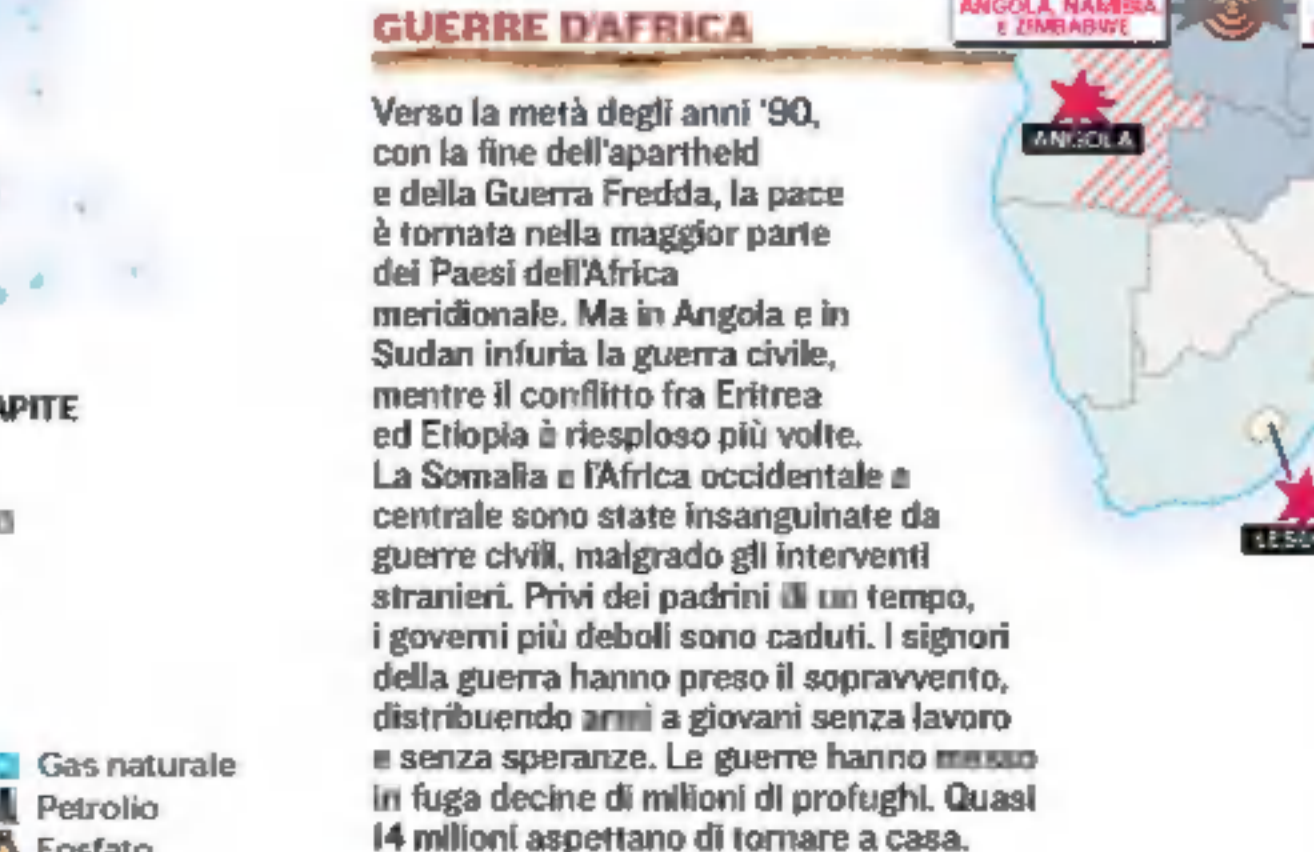 GUERRE D'AFRICA
Verso la metà degli anni '90,
con la fine dell'apartheid
e della Guerra Fredda, la pace
è tornata nella maggior parte
dei Paesi dell'Africa
meridionale. Ma in Angola e in
Sudan infuria la guerra civile,
mentre il conflitto fra Eritrea
ed Etiopia è riesploso più volte.
La Somalia e l'Africa occidentale e
centrale sono state insanguinate da
guerre civili, malgrado gli interventi
stranieri. Privi dei padrini di un tempo,
i governi più deboli sono caduti. I signori
della guerra hanno preso il sopravvento,
distribuendo armi a giovani senza lavoro
e senza speranze. Le guerre hanno messo
in fuga decine di milioni di profughi. Quasi
14 milioni aspettano di tornare a casa.
ANGOLA, NAMIBIA
E ZIMBABWE
ANGOLA
APITE
Gas naturale
Petrolio
Fosfato